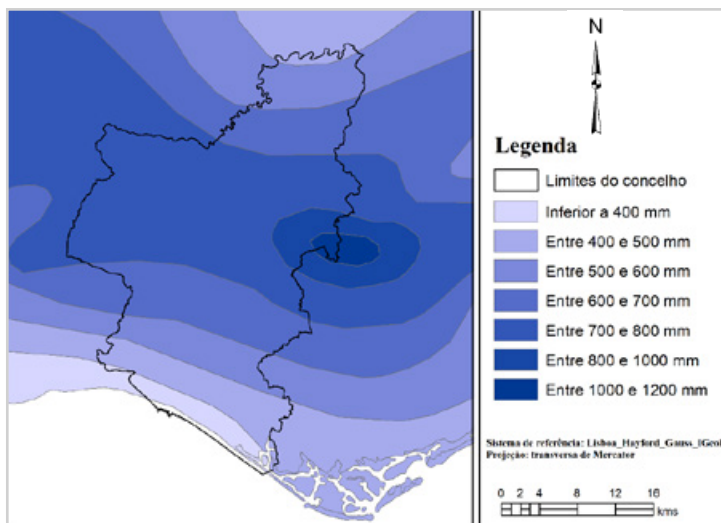 N
Legenda
Limites do concelho
Inferior a 400 mm
Entre 400 e 500 mm
Entre 500 e 600 mm
Entre 600 e 700 mm
Entre 700 e 800 mm
Entre 800 e 1000 mm
Entre 1000 e 1200 mm
Sistema de referência: Lisboa_Hayford_Gauss_IGeoE
Projeção: transversa de Mercator
0 2 4 8 12 16
kms